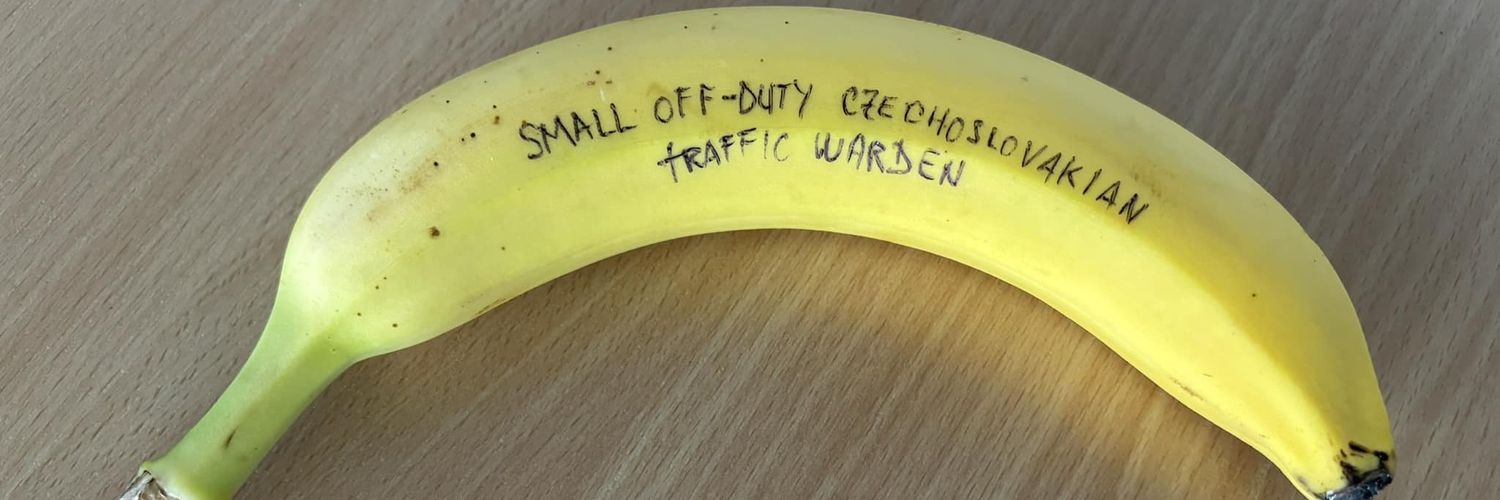 SMALL OFF-DUTY CZECHOSLOVAKIAN
TRAFFIC WARDEN